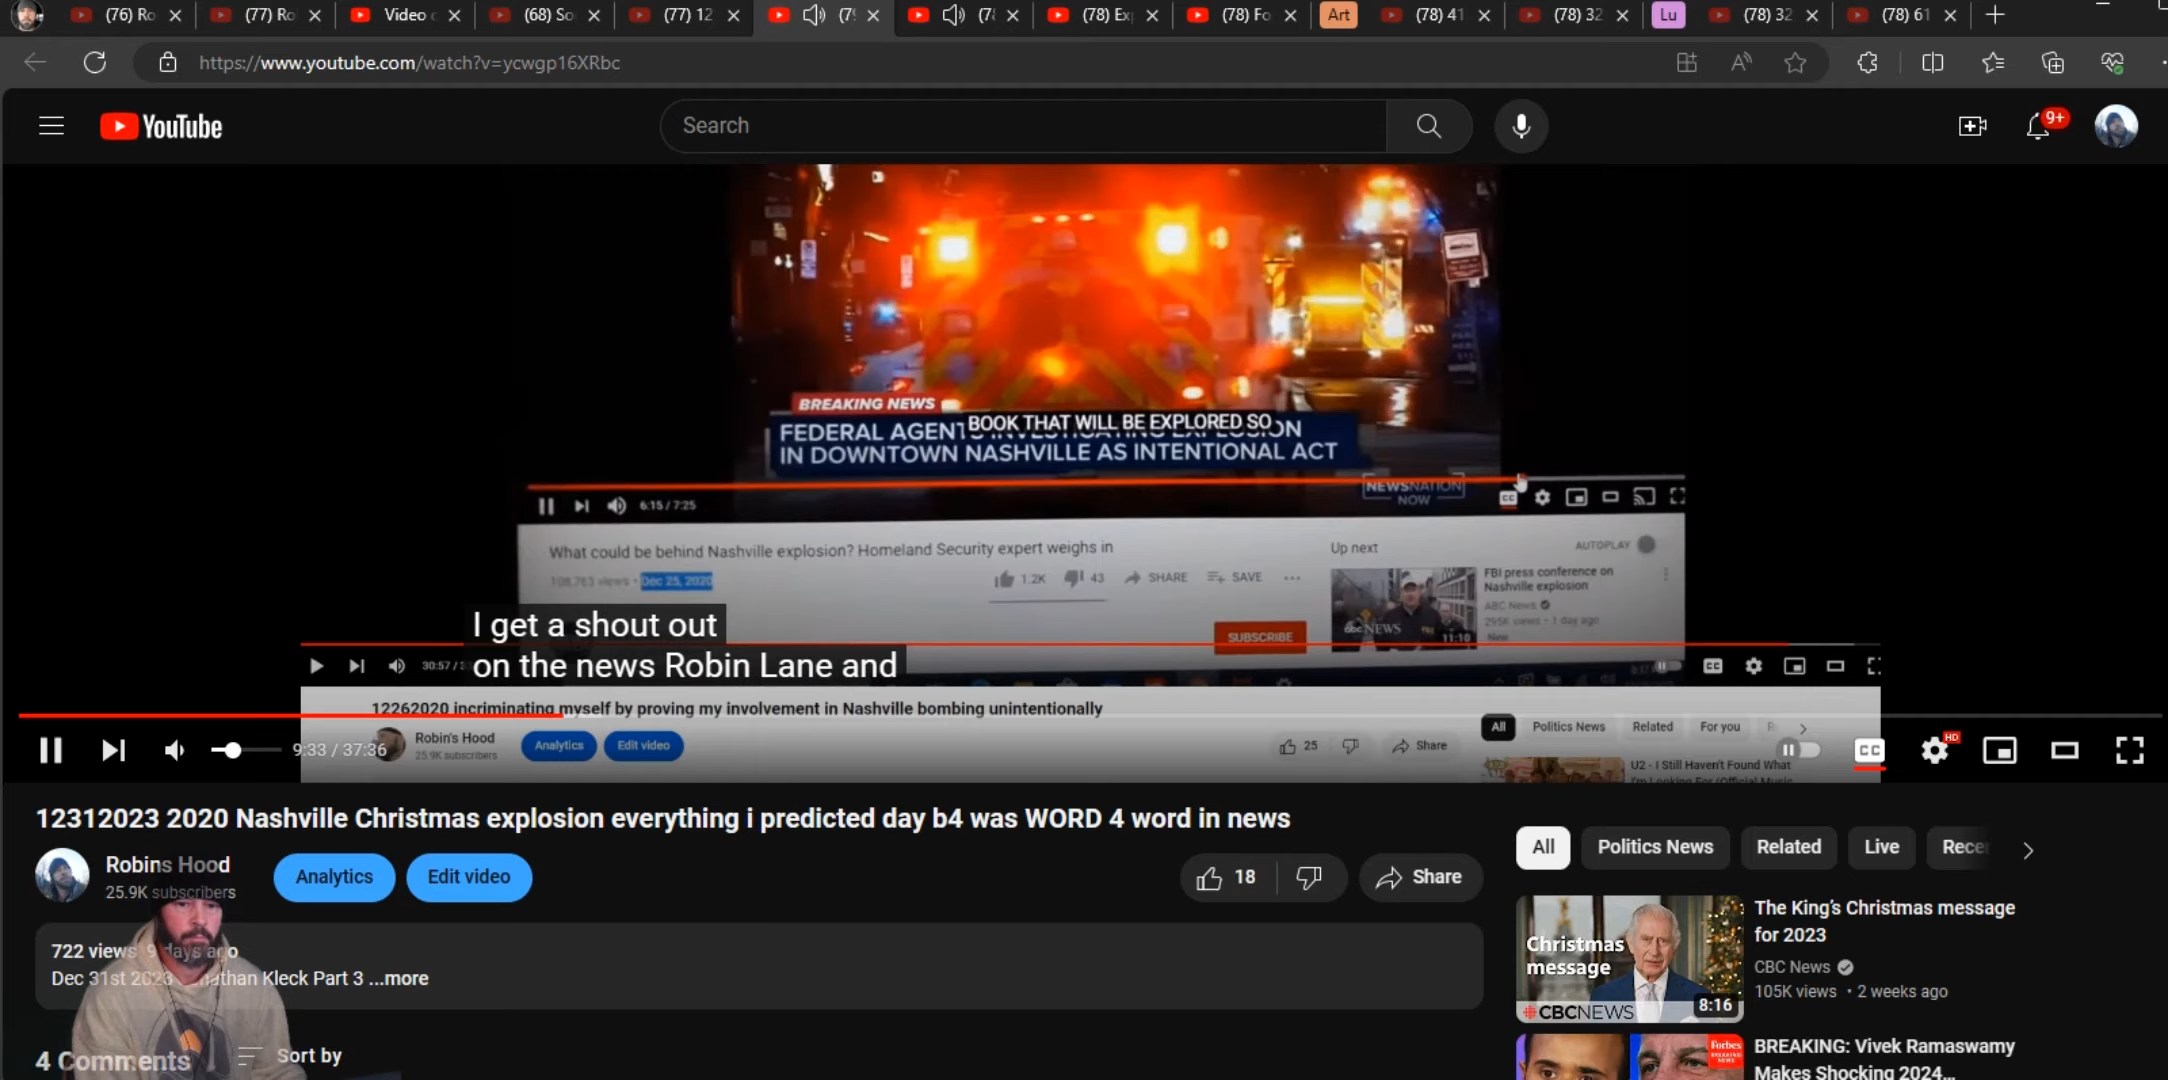 (76) Ro
(77) Ro
Video
(68) So
(77) 12
(78) Ex
(78) Fo
Art
(78) 41
(78) 32
Lu
(78) 32
(78) 61
https://www.youtube.com/watch?v=ycwgp16XRbc
YouTube
Search
9+
BREAKING NEWS
BOOK THAT WILL BE EXPLORED SO
FEDERAL AGENTS INVESTIGATING EXPLOSION
IN DOWNTOWN NASHVILLE AS INTENTIONAL ACT
NEWSNATION
NOW
CC
6:15 / 7:25
What could be behind Nashville explosion? Homeland Security expert weighs in
108,763 views • Dec 25, 2020
1.2K
43
SHARE
SAVE
SUBSCRIBE
Up next
AUTOPLAY
FBI press conference on
Nashville explosion
ABC News
295K views • 1 day ago
New
abc NEWS
11:10
I get a shout out
on the news Robin Lane and
30:57 /
CC
12262020 incriminating myself by proving my involvement in Nashville bombing unintentionally
Robin's Hood
25.9K subscribers
Analytics
Edit video
25
Share
All
Politics News
Related
For you
U2 - I Still Haven't Found What
I'm Looking For (Official Music
9:33 / 37:36
CC
HD
12312023 2020 Nashville Christmas explosion everything i predicted day b4 was WORD 4 word in news
Robins Hood
25.9K subscribers
Analytics
Edit video
18
Share
722 views 9 days ago
Dec 31st 2023 Kleck Part 3 ...more
4 Comments
Sort by
All
Politics News
Related
Live
Rece
Christmas
message
CBC NEWS
8:16
The King's Christmas message
for 2023
CBC News
105K views • 2 weeks ago
Forbes
BREAKING NEWS
BREAKING: Vivek Ramaswamy
Makes Shocking 2024...